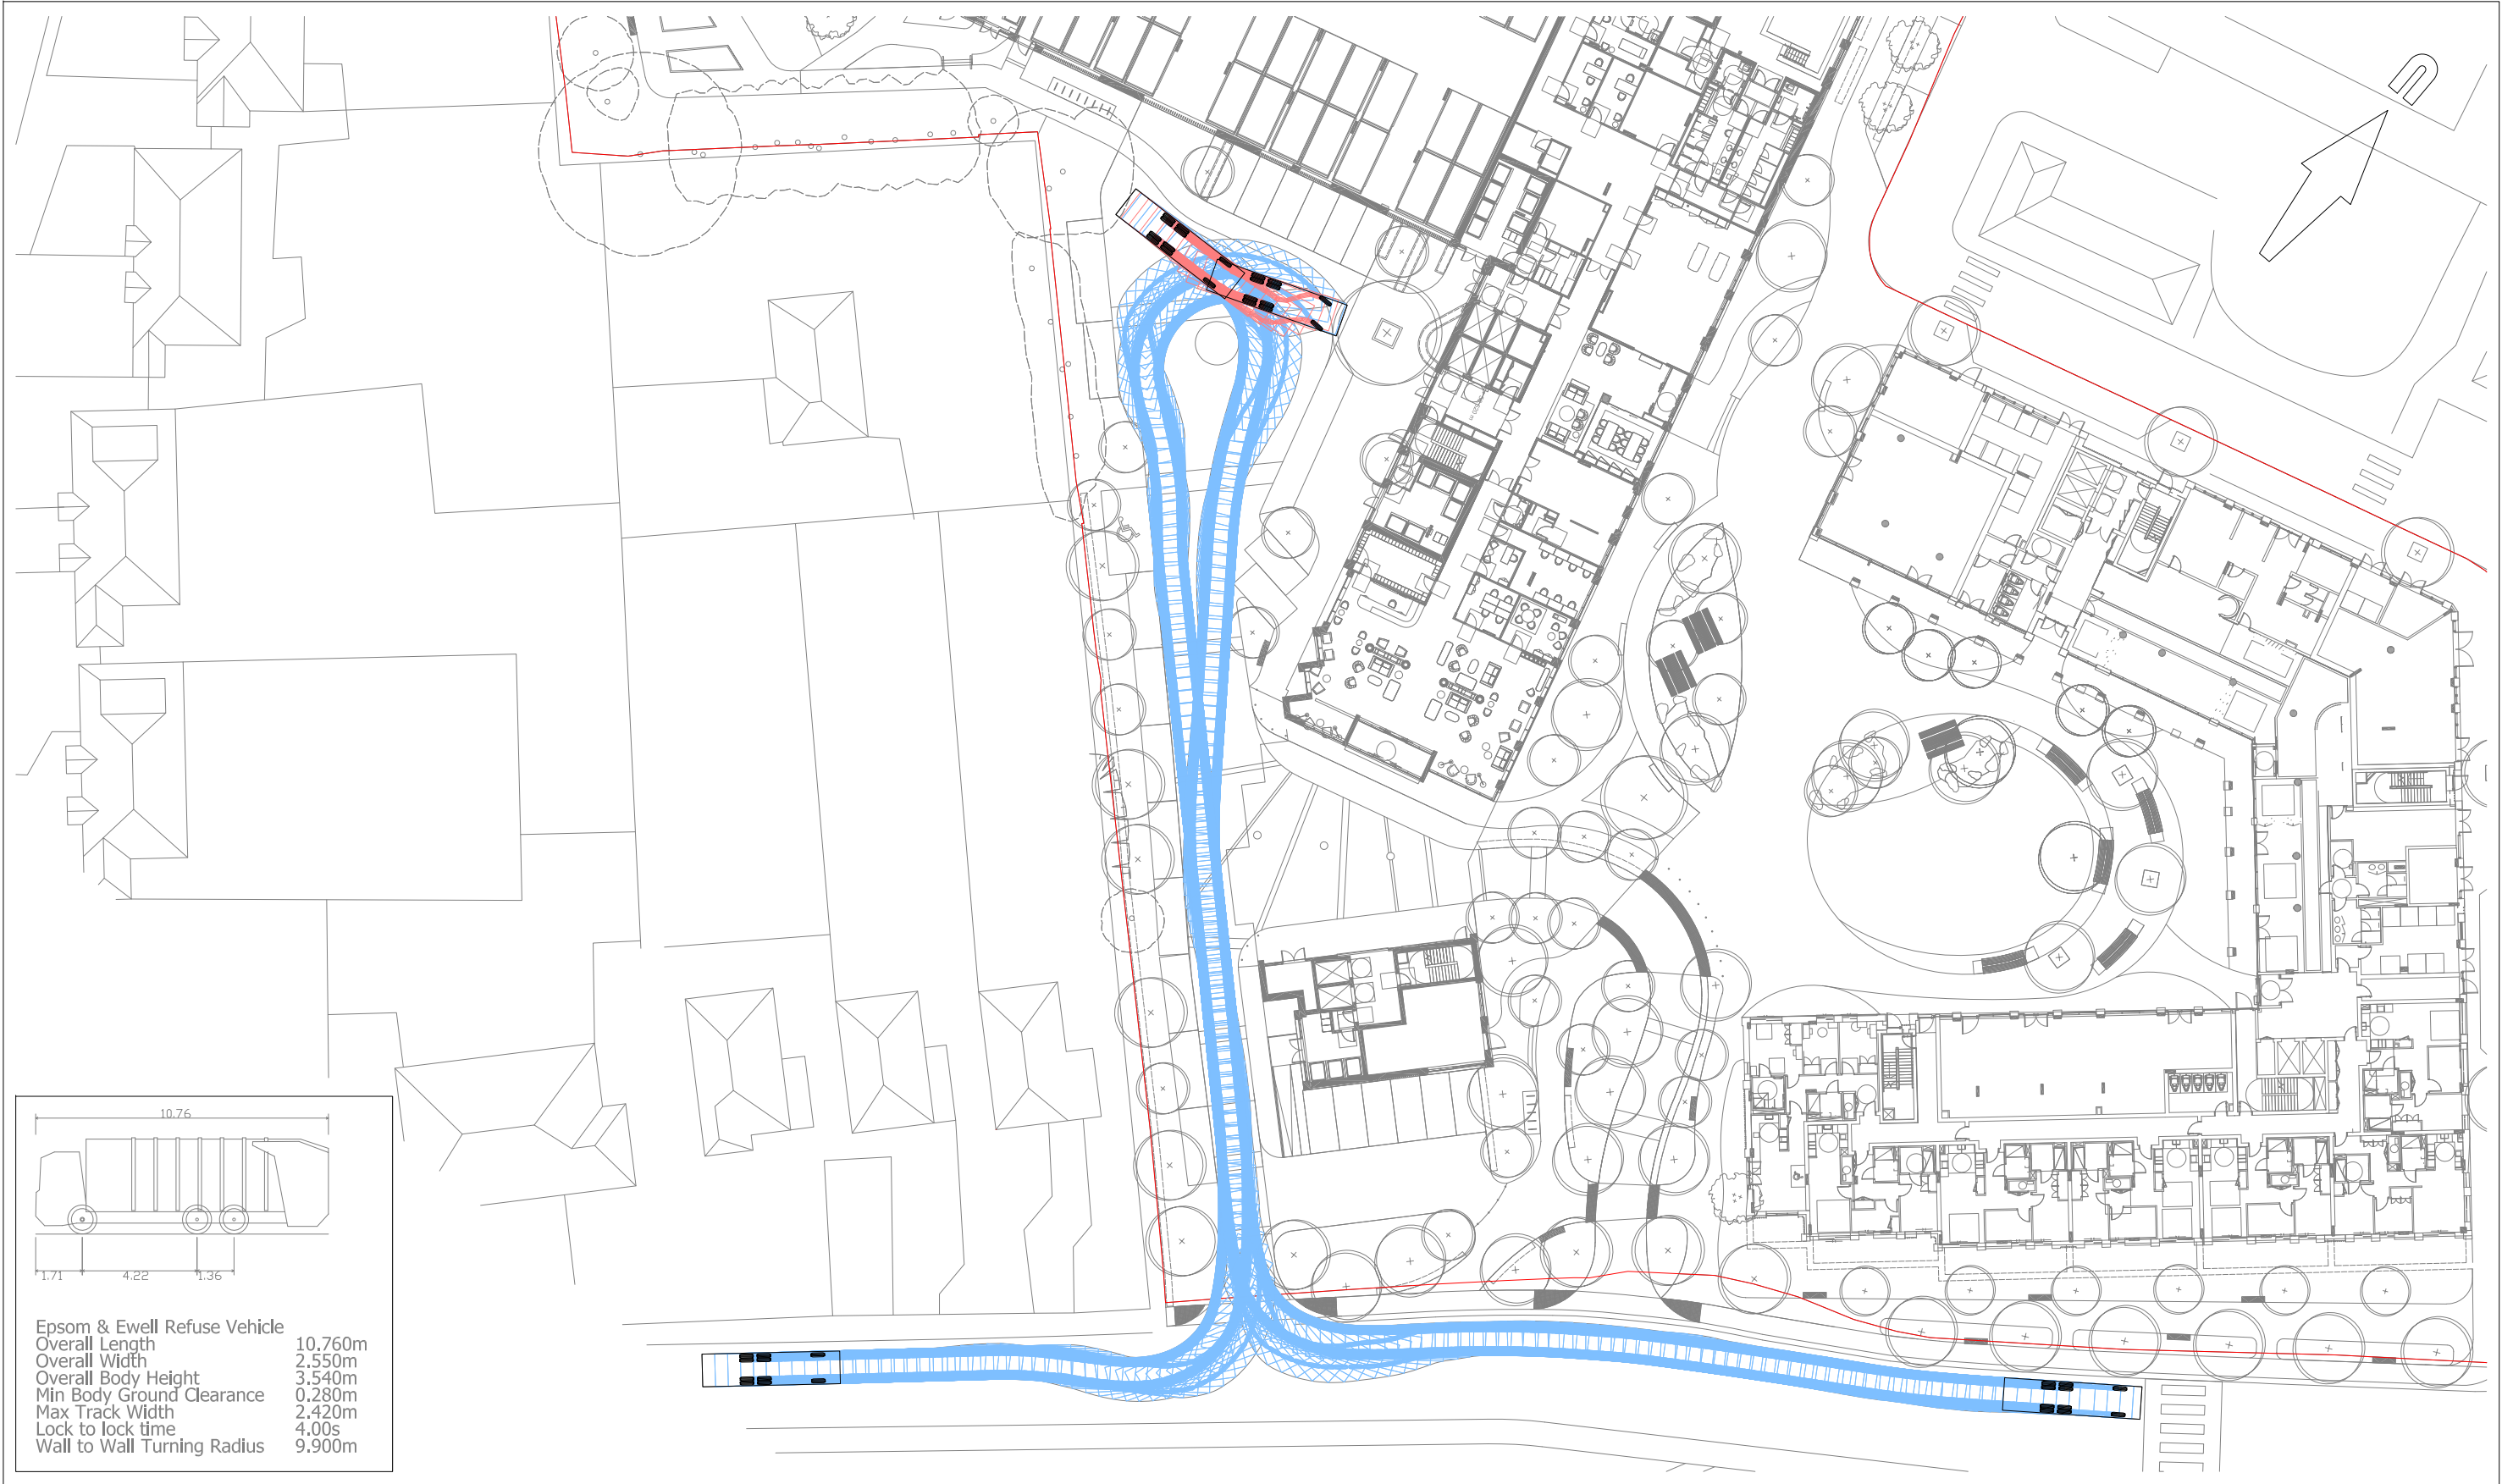 10.76
1.71
4.22
1.36
Epsom & Ewell Refuse Vehicle
Overall Length 10.760m
Overall Width 2.550m
Overall Body Height 3.540m
Min Body Ground Clearance 0.280m
Max Track Width 2.420m
Lock to lock time 4.00s
Wall to Wall Turning Radius 9.900m